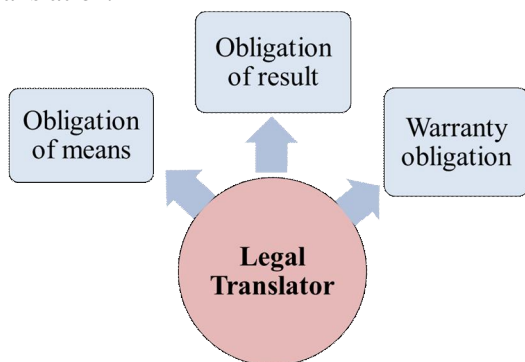 Obligation
of result
Obligation
of means
Warranty
obligation
Legal
Translator